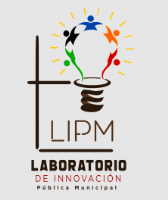 LIPM
LABORATORIO
DE INNOVACIÓN
Pública Municipal